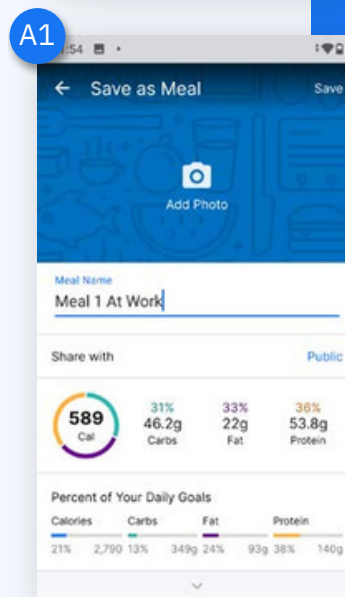 A1
:54
Save as Meal Save
Add Photo
Meal Name
Meal 1 At Work
Share with Public
589 Cal
31% 33% 36%
46.2g 22g 53.8g
Carbs Fat Protein
Percent of Your Daily Goals
Calories Carbs Fat Protein
21% 2,790 13% 349g 24% 93g 38% 140g